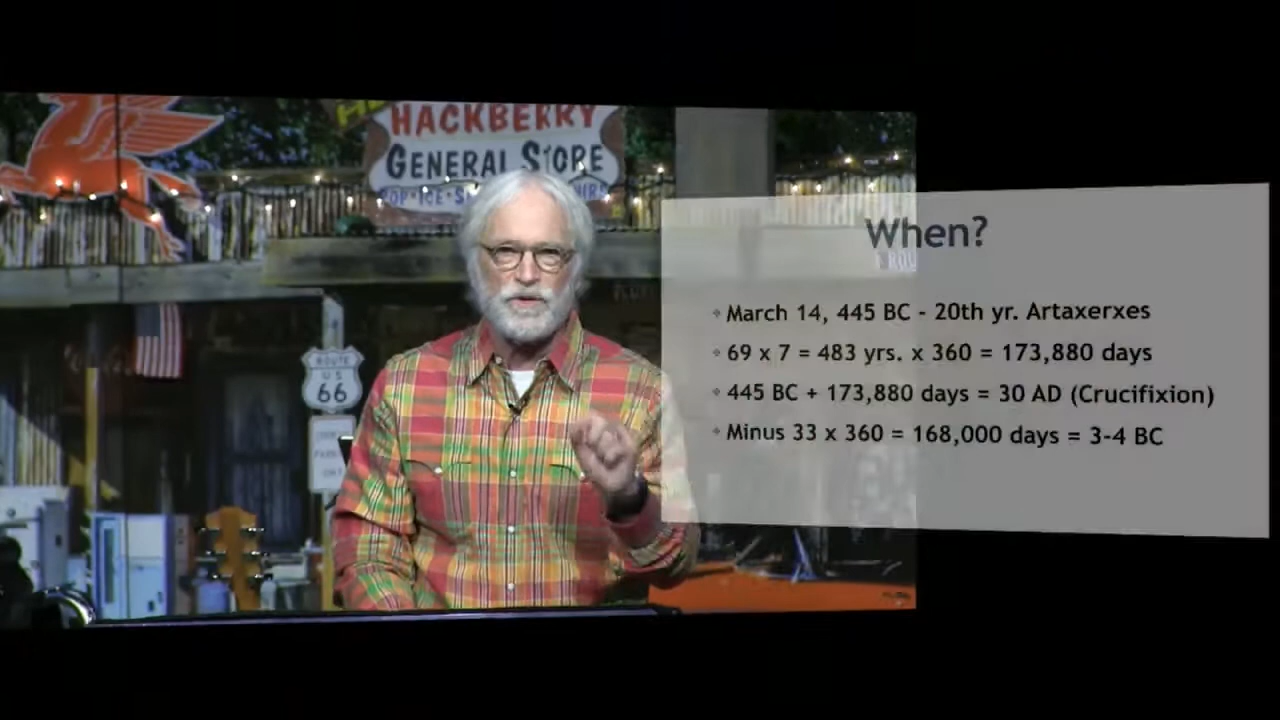 HACKBERRY
GENERAL STORE
POP·ICE·
ROUTE
US
66
When?
March 14, 445 BC - 20th yr. Artaxerxes
69 x 7 = 483 yrs. x 360 = 173,880 days
445 BC + 173,880 days = 30 AD (Crucifixion)
Minus 33 x 360 = 168,000 days = 3-4 BC